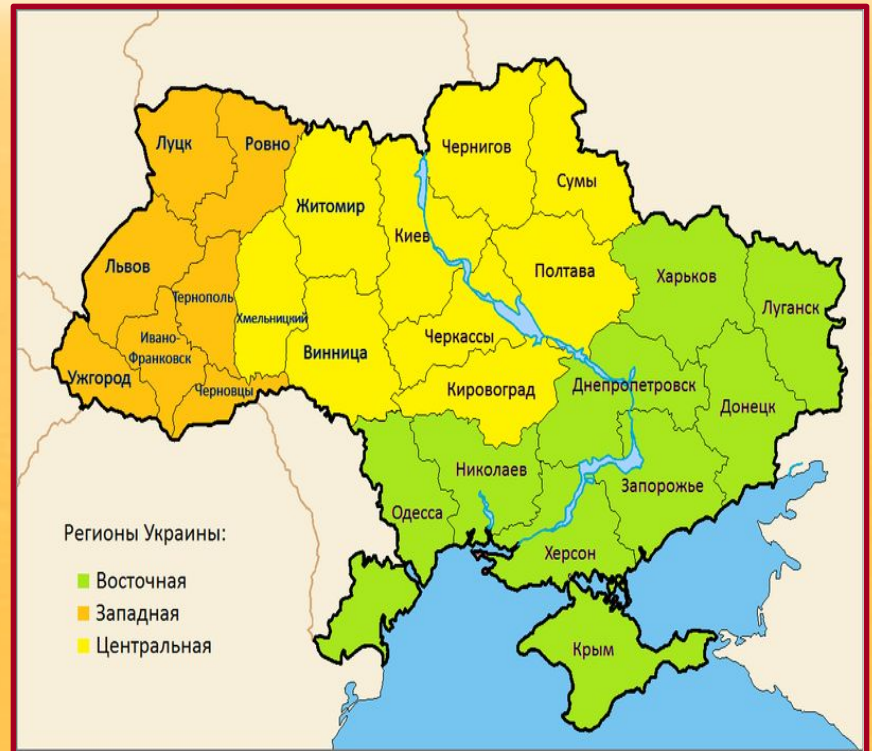 Луцк
Ровно
Житомир
Киев
Чернигов
Сумы
Львов
Тернополь
Хмельницкий
Ивано-
Франковск
Ужгород
Черновцы
Винница
Черкассы
Полтава
Кировоград
Харьков
Луганск
Днепропетровск
Донецк
Запорожье
Николаев
Одесса
Херсон
Крым
Регионы Украины:
Восточная
Западная
Центральная